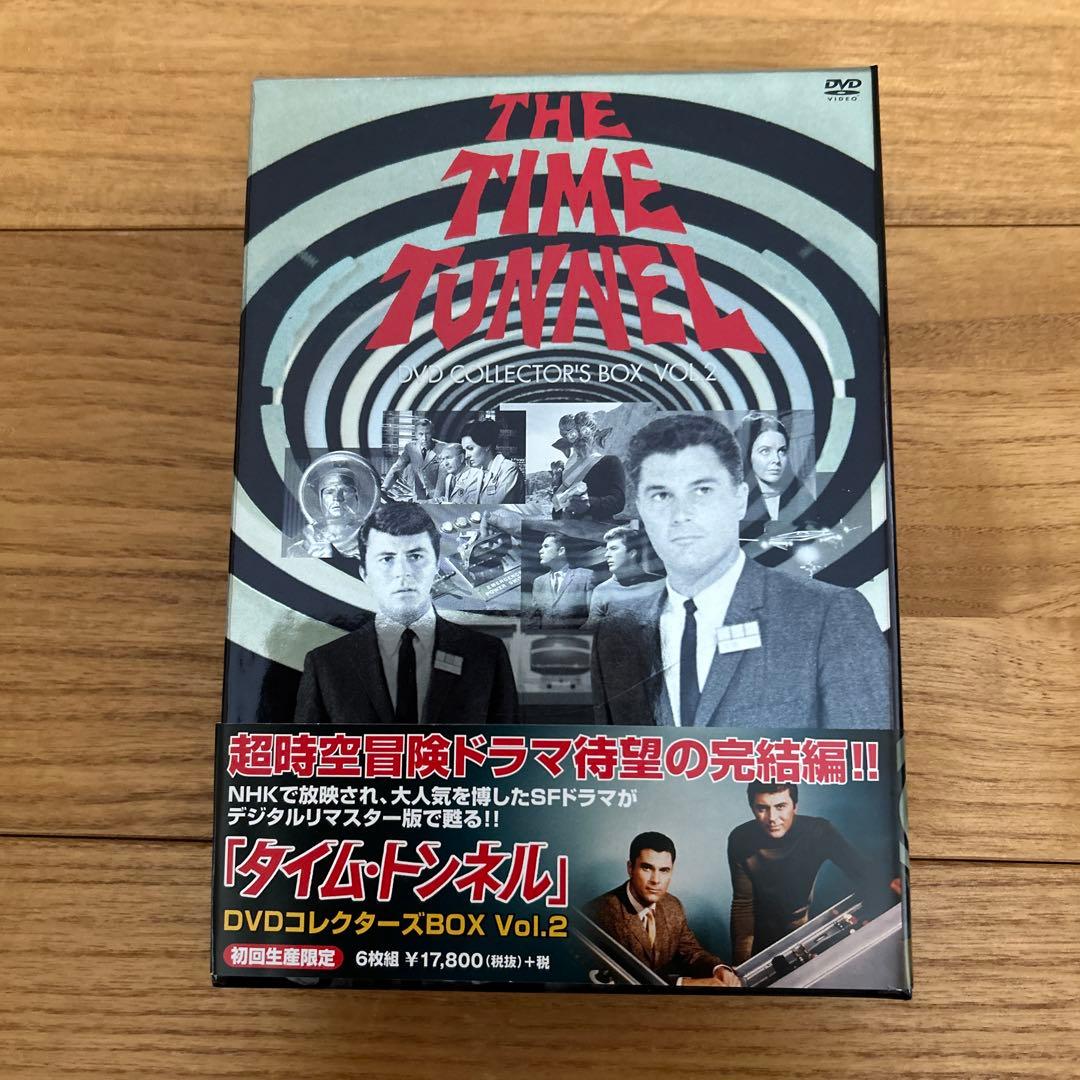 DVD
VIDEO
THE
TIME
TUNNEL
DVD COLLECTOR'S BOX VOL.2
EMERGENCY
超時空冒険ドラマ待望の完結編!!
NHKで放映され、大人気を博したSFドラマが
デジタルリマスター版で甦る!!
「タイム・トンネル」
DVDコレクターズBOX Vol.2
初回生産限定 6枚組 ¥17,800(税抜)+税